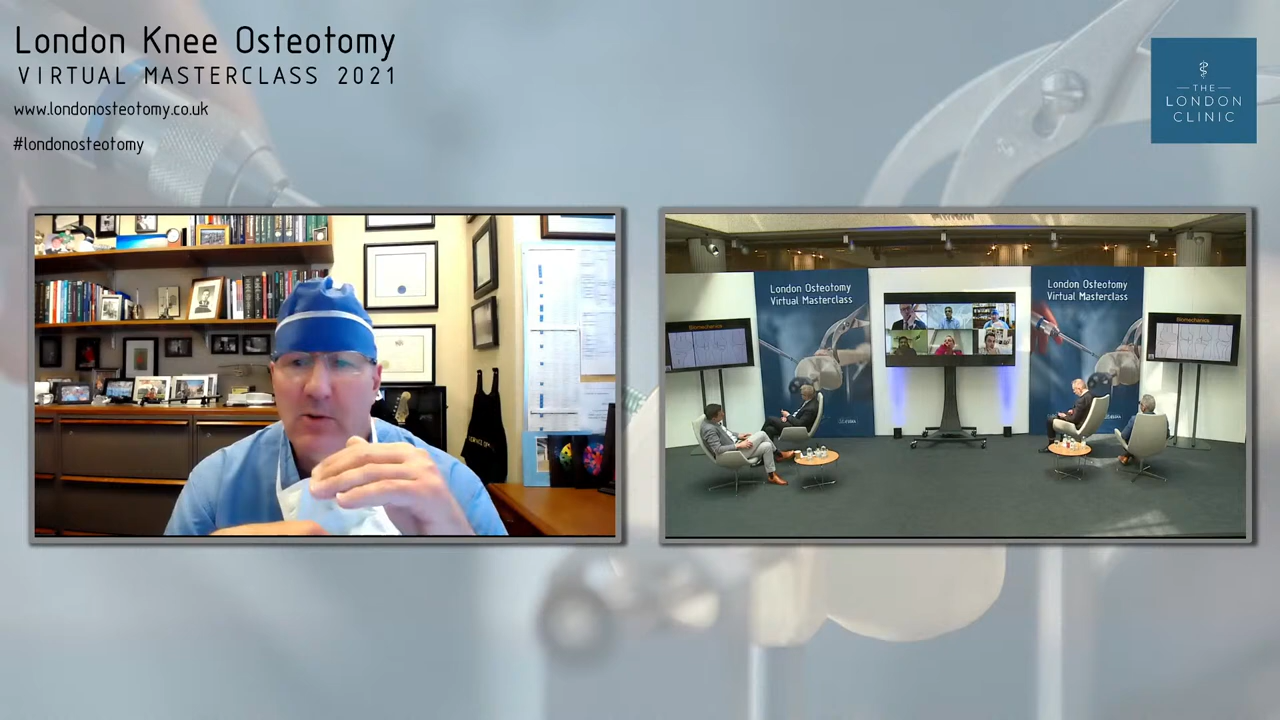 London Knee Osteotomy
VIRTUAL MASTERCLASS 2021
www.londonosteotomy.co.uk
#londonosteotomy
THE
LONDON
CLINIC
London Osteotomy
Virtual Masterclass
London Osteotomy
Virtual Masterclass
Biomechanics
Biomechanics